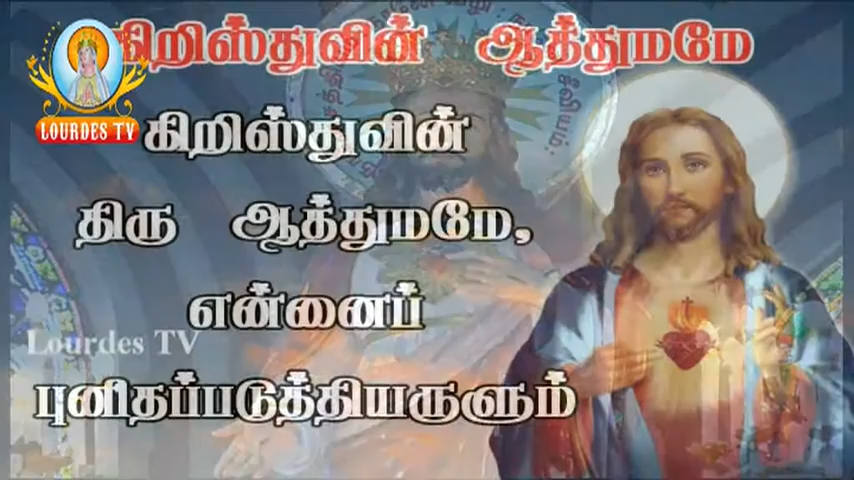 கிறிஸ்துவின் ஆத்துமமே
LOURDES TV
கிறிஸ்துவின்
திரு ஆத்துமமே,
என்னைப்
Lourdes TV
புனிதப்படுத்தியருளும்